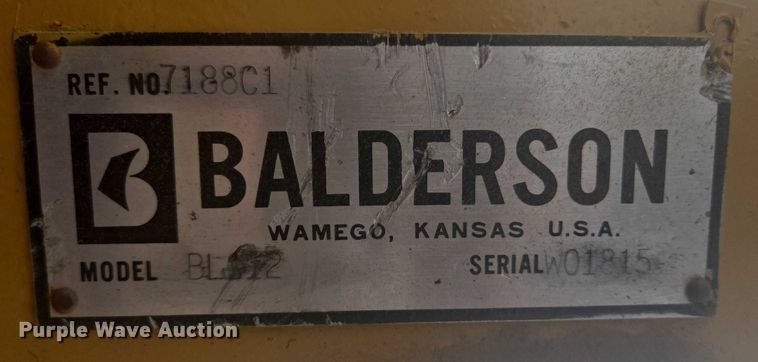 REF. NO. 7188C1
B BALDERSON
WAMEGO, KANSAS U.S.A.
MODEL
SERIAL W01815
Purple Wave Auction